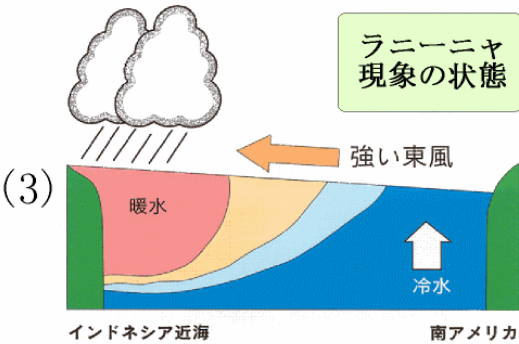 ラニーニャ
現象の状態
強い東風
(3)
暖水
冷水
インドネシア近海
南アメリカ